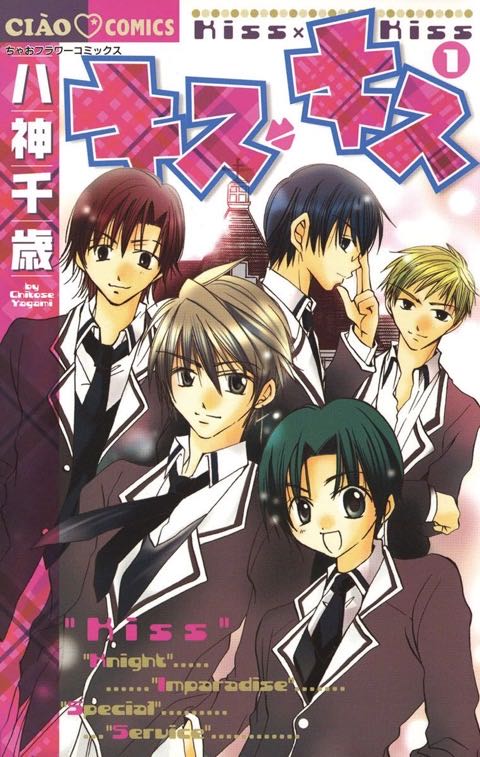 CIÀO♡COMICS
ちゃおフラワーコミックス
Kiss×Kiss
1
キス♥キス
八神千歳
by
Chitose
Yagami
"Kiss"
"Knight".....
......"Imparadise".......
"Special".........
..."Service".............